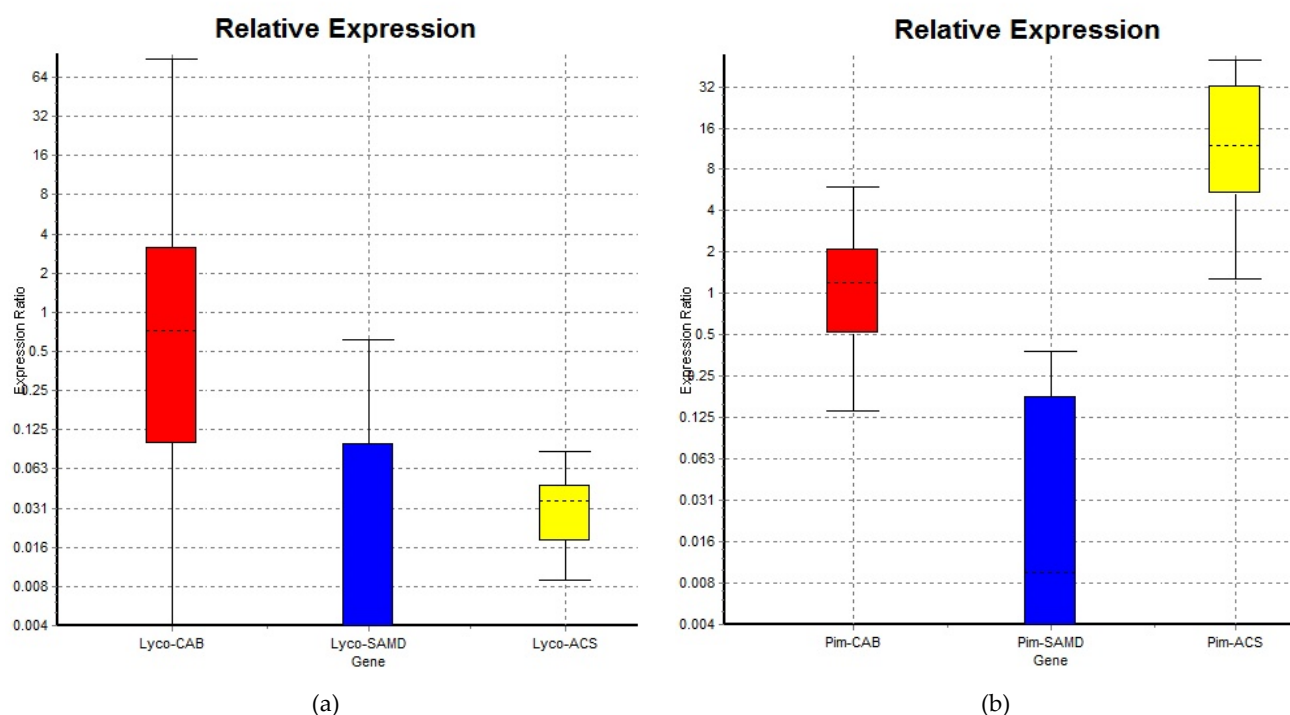 Relative Expression
64
32
16
8
4
2
1
0.5
0.25
0.125
0.063
0.031
0.016
0.008
0.004
Expression Ratio
Lyco-CAB Lyco-SAMD Lyco-ACS
Gene
(a)
Relative Expression
32
16
8
4
2
1
0.5
0.25
0.125
0.063
0.031
0.016
0.008
0.004
Expression Ratio
Pim-CAB Pim-SAMD Pim-ACS
Gene
(b)